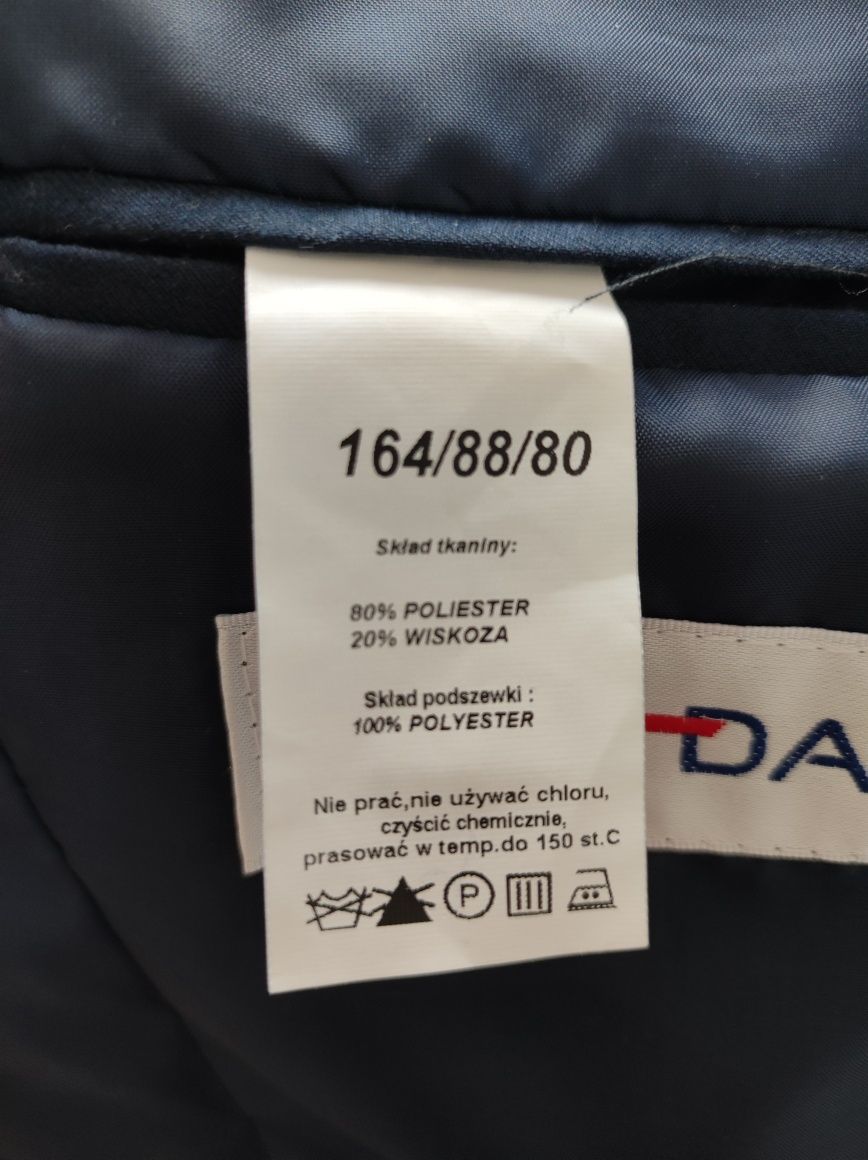 164/88/80
Skład tkaniny:
80% POLIESTER
20% WISKOZA
Skład podszewki :
100% POLYESTER
DA
Nie prać,nie używać chloru,
czyścić chemicznie,
prasować w temp.do 150 st.C
P